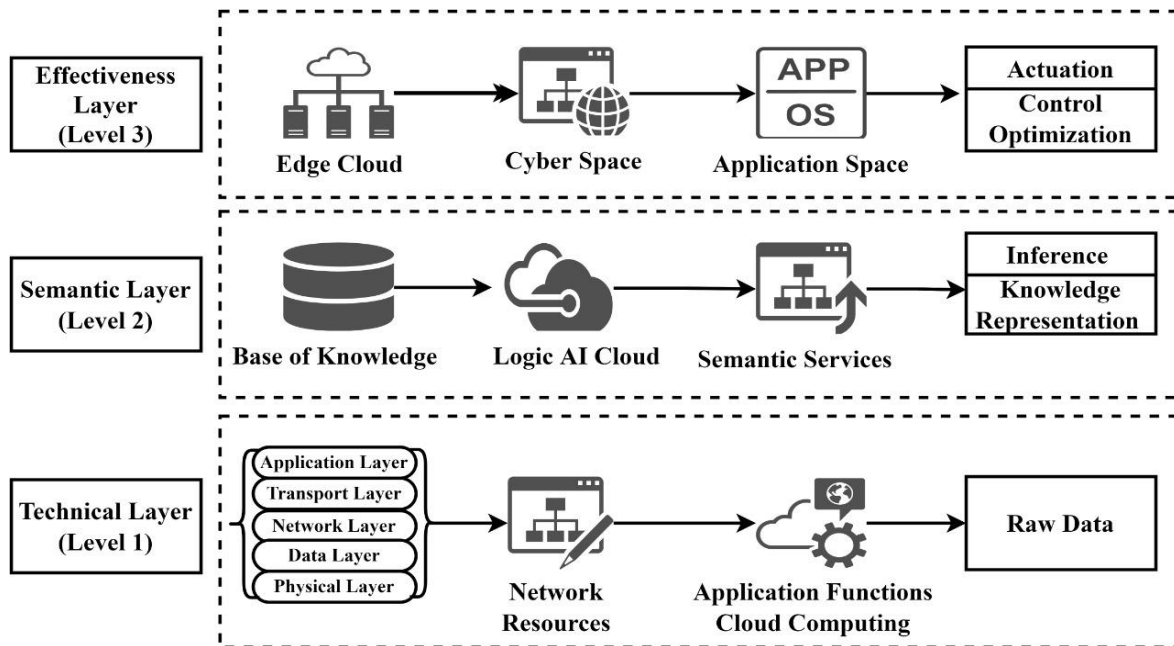 Effectiveness
Layer
(Level 3)
Edge Cloud
Cyber Space
APP
OS
Application Space
Actuation
Control
Optimization
Semantic Layer
(Level 2)
Base of Knowledge
Logic AI Cloud
Semantic Services
Inference
Knowledge
Representation
Technical Layer
(Level 1)
Application Layer
Transport Layer
Network Layer
Data Layer
Physical Layer
Network
Resources
Application Functions
Cloud Computing
Raw Data